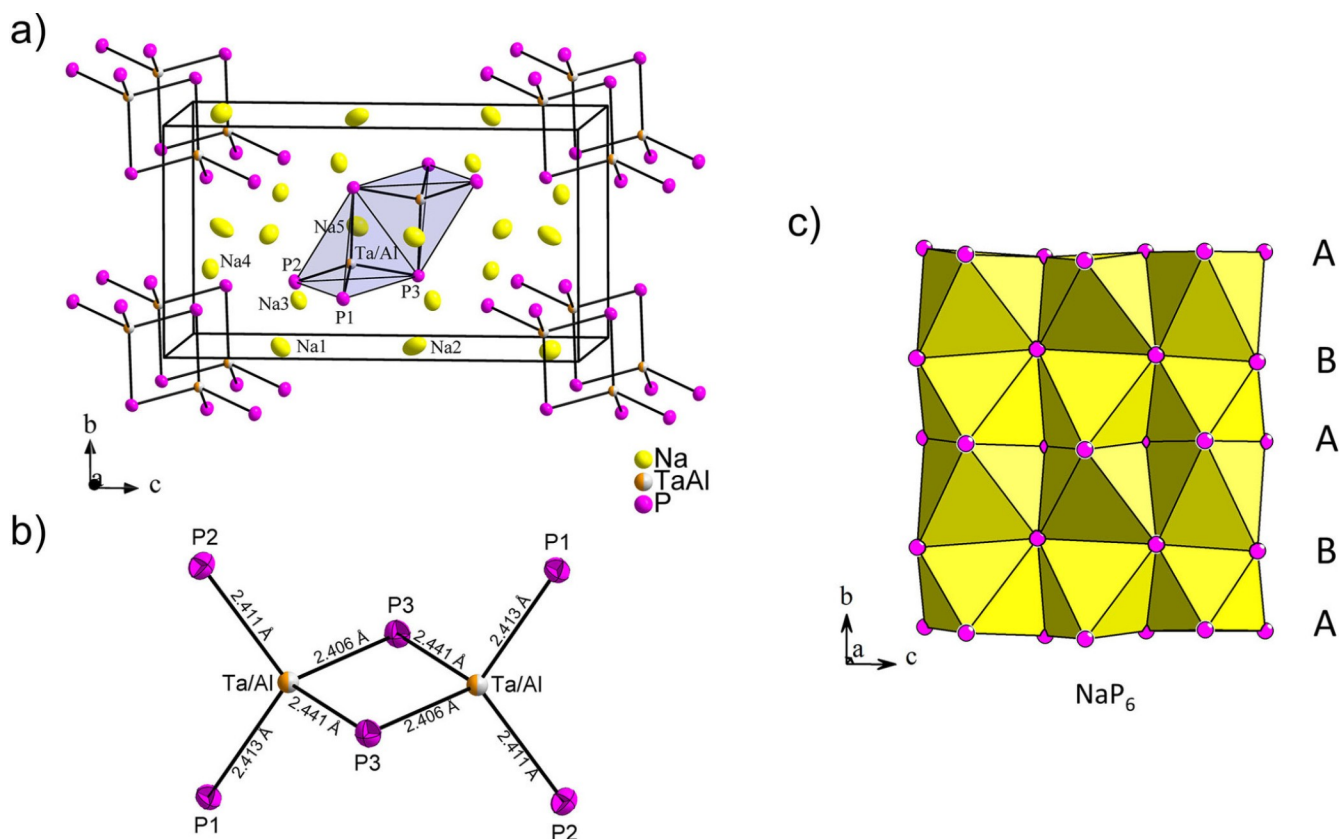 a)
Na5
Ta/Al
P2
Na4
P3
Na3
P1
Na1
Na2
b
a
c
Na
TaAl
P
b)
P2
P1
2.411 Å
P3
2.413 Å
2.406 Å
2.441 Å
Ta/Al
Ta/Al
2.441 Å
2.406 Å
2.413 Å
P3
2.411 Å
P1
P2
c)
A
B
A
B
A
b
a
c
NaP6